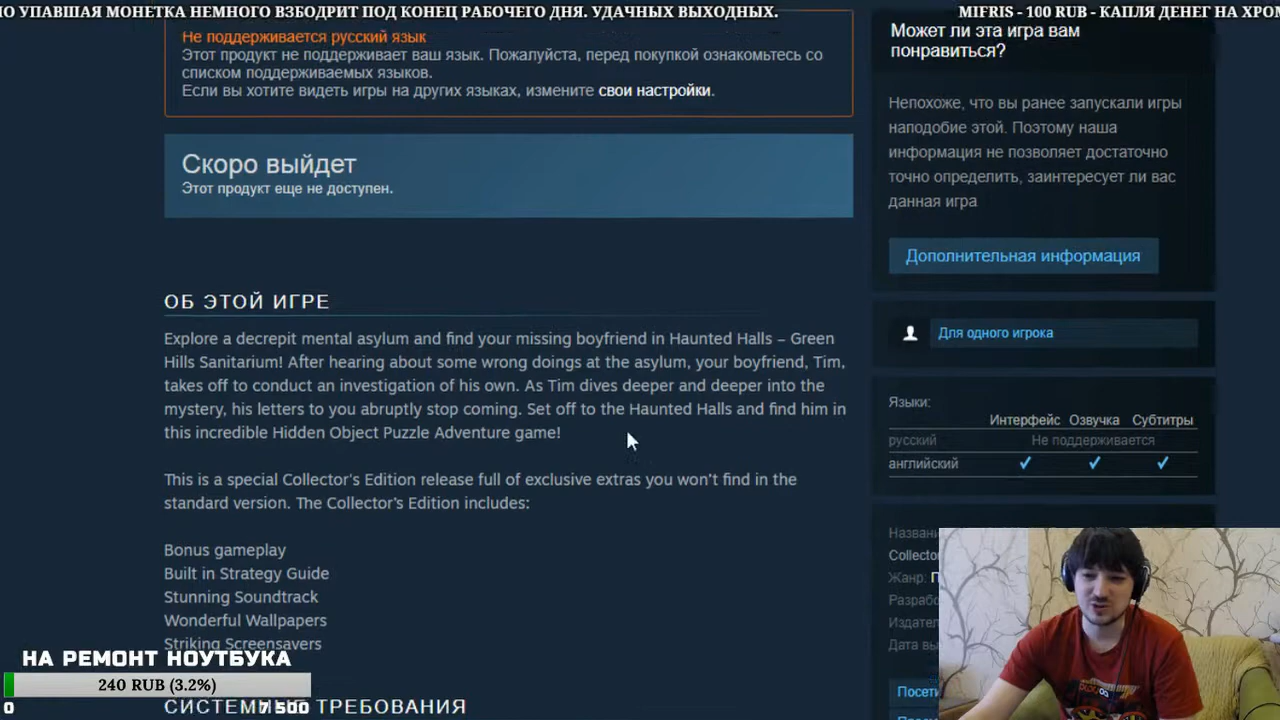 НО УПАВШАЯ МОНЕТКА НЕМНОГО ВЗБОДРИТ ПОД КОНЕЦ РАБОЧЕГО ДНЯ. УДАЧНЫХ ВЫХОДНЫХ.
MIFRIS - 100 RUB - КАПЛЯ ДЕНЕГ НА ХРОМ
Не поддерживается русский язык
Этот продукт не поддерживает ваш язык. Пожалуйста, перед покупкой ознакомьтесь со
списком поддерживаемых языков.
Если вы хотите видеть игры на других языках, измените свои настройки.
Скоро выйдет
Этот продукт еще не доступен.
ОБ ЭТОЙ ИГРЕ
Explore a decrepit mental asylum and find your missing boyfriend in Haunted Halls – Green
Hills Sanitarium! After hearing about some wrong doings at the asylum, your boyfriend, Tim,
takes off to conduct an investigation of his own. As Tim dives deeper and deeper into the
mystery, his letters to you abruptly stop coming. Set off to the Haunted Halls and find him in
this incredible Hidden Object Puzzle Adventure game!
This is a special Collector's Edition release full of exclusive extras you won't find in the
standard version. The Collector's Edition includes:
Bonus gameplay
Built in Strategy Guide
Stunning Soundtrack
Wonderful Wallpapers
Striking Screensavers
НА РЕМОНТ НОУТБУКА
240 RUB (3.2%)
0 7 500
СИСТЕМНЫЕ ТРЕБОВАНИЯ
Может ли эта игра вам
понравиться?
Непохоже, что вы ранее запускали игры
наподобие этой. Поэтому наша
информация не позволяет достаточно
точно определить, заинтересует ли вас
данная игра
Дополнительная информация
Для одного игрока
Языки:
Интерфейс Озвучка Субтитры
русский Не поддерживается
английский
Названи
Collecto
Жанр: П
Разрабо
Издател
Дата вы
Посети